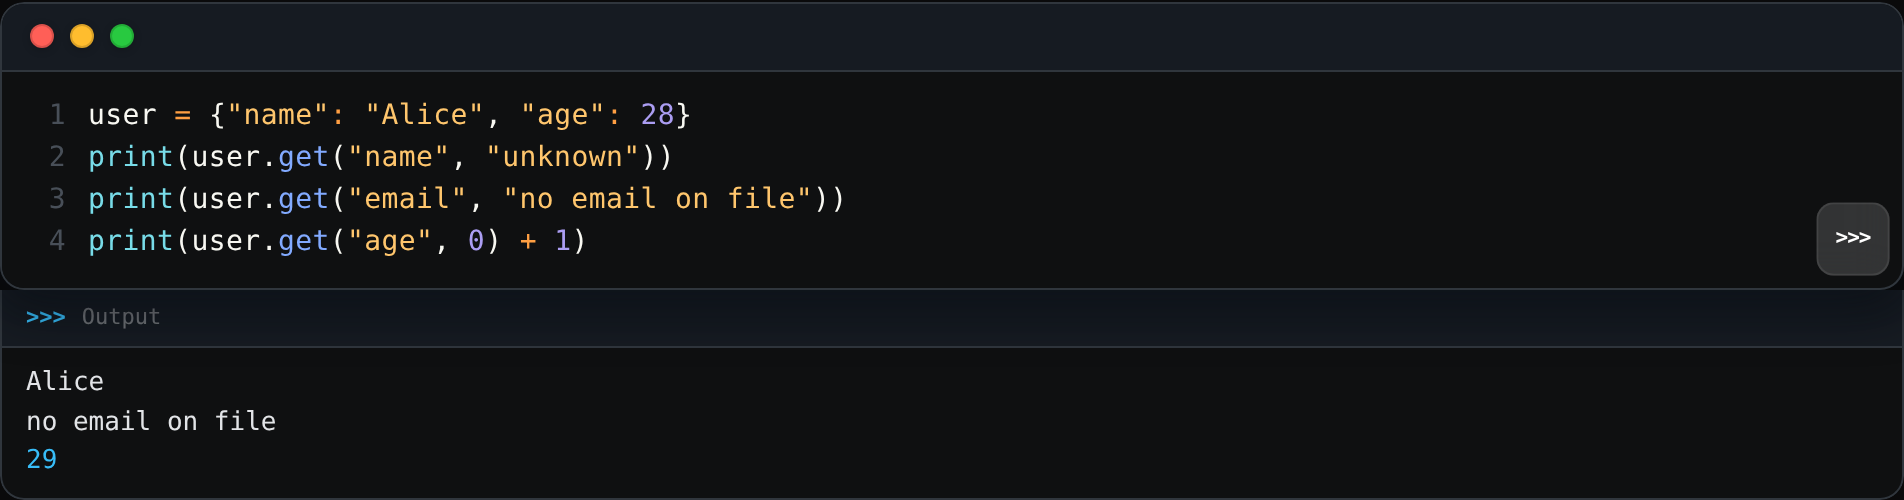 1 user = {"name": "Alice", "age": 28}
2 print(user.get("name", "unknown"))
3 print(user.get("email", "no email on file"))
4 print(user.get("age", 0) + 1)
>>>
>>> Output
Alice
no email on file
29